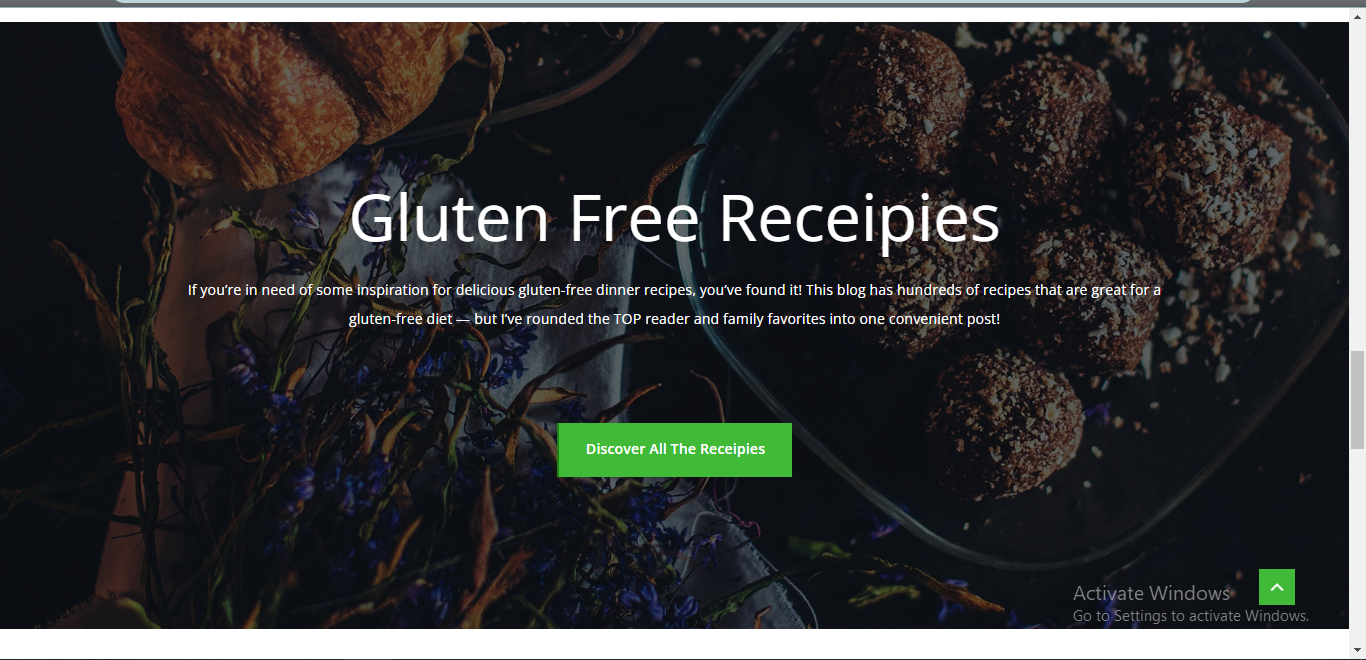 Gluten Free Receipies
If you’re in need of some inspiration for delicious gluten-free dinner recipes, you’ve found it! This blog has hundreds of recipes that are great for a
gluten-free diet — but I’ve rounded the TOP reader and family favorites into one convenient post!
Discover All The Receipies
Activate Windows
Go to Settings to activate Windows.